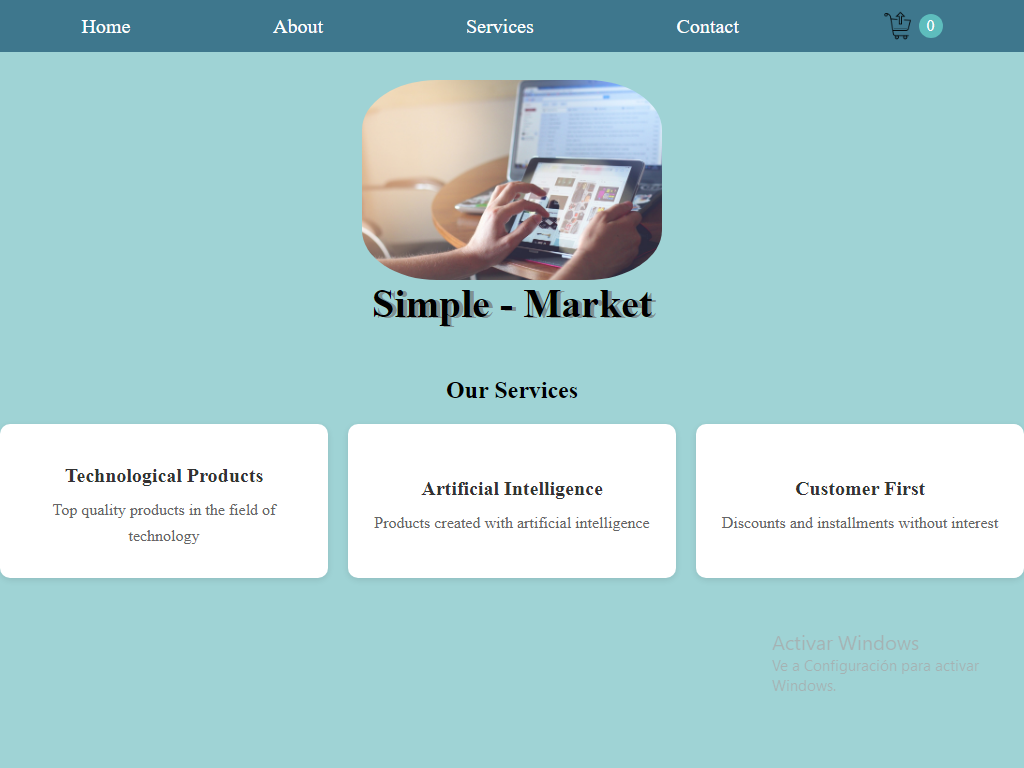 Home
About
Services
Contact
0
Simple - Market
Our Services
Technological Products
Top quality products in the field of
technology
Artificial Intelligence
Products created with artificial intelligence
Customer First
Discounts and installments without interest
Activar Windows
Ve a Configuración para activar
Windows.